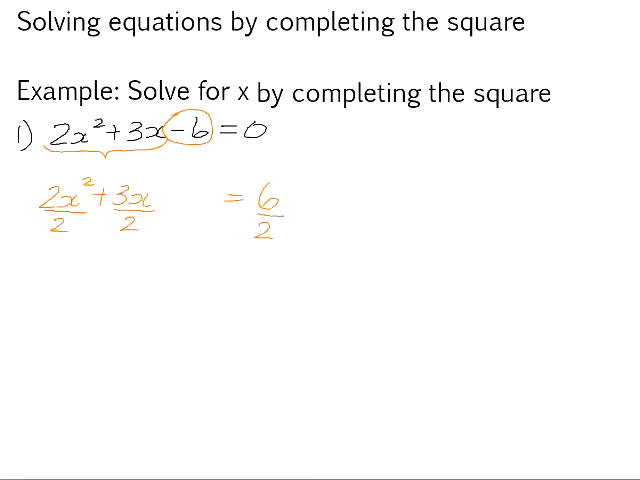 Solving equations by completing the square
Example: Solve for x by completing the square
1) 2x² + 3x - 6 = 0
2x²/2 + 3x/2 = 6/2